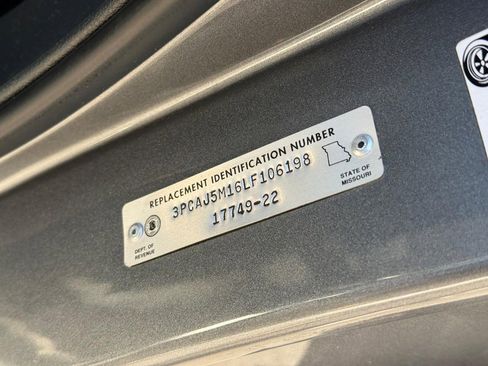 REPLACEMENT IDENTIFICATION NUMBER
3PCAJ5M16LF106198
17749-22
DEPT. OF
REVENUE
STATE OF
MISSOURI